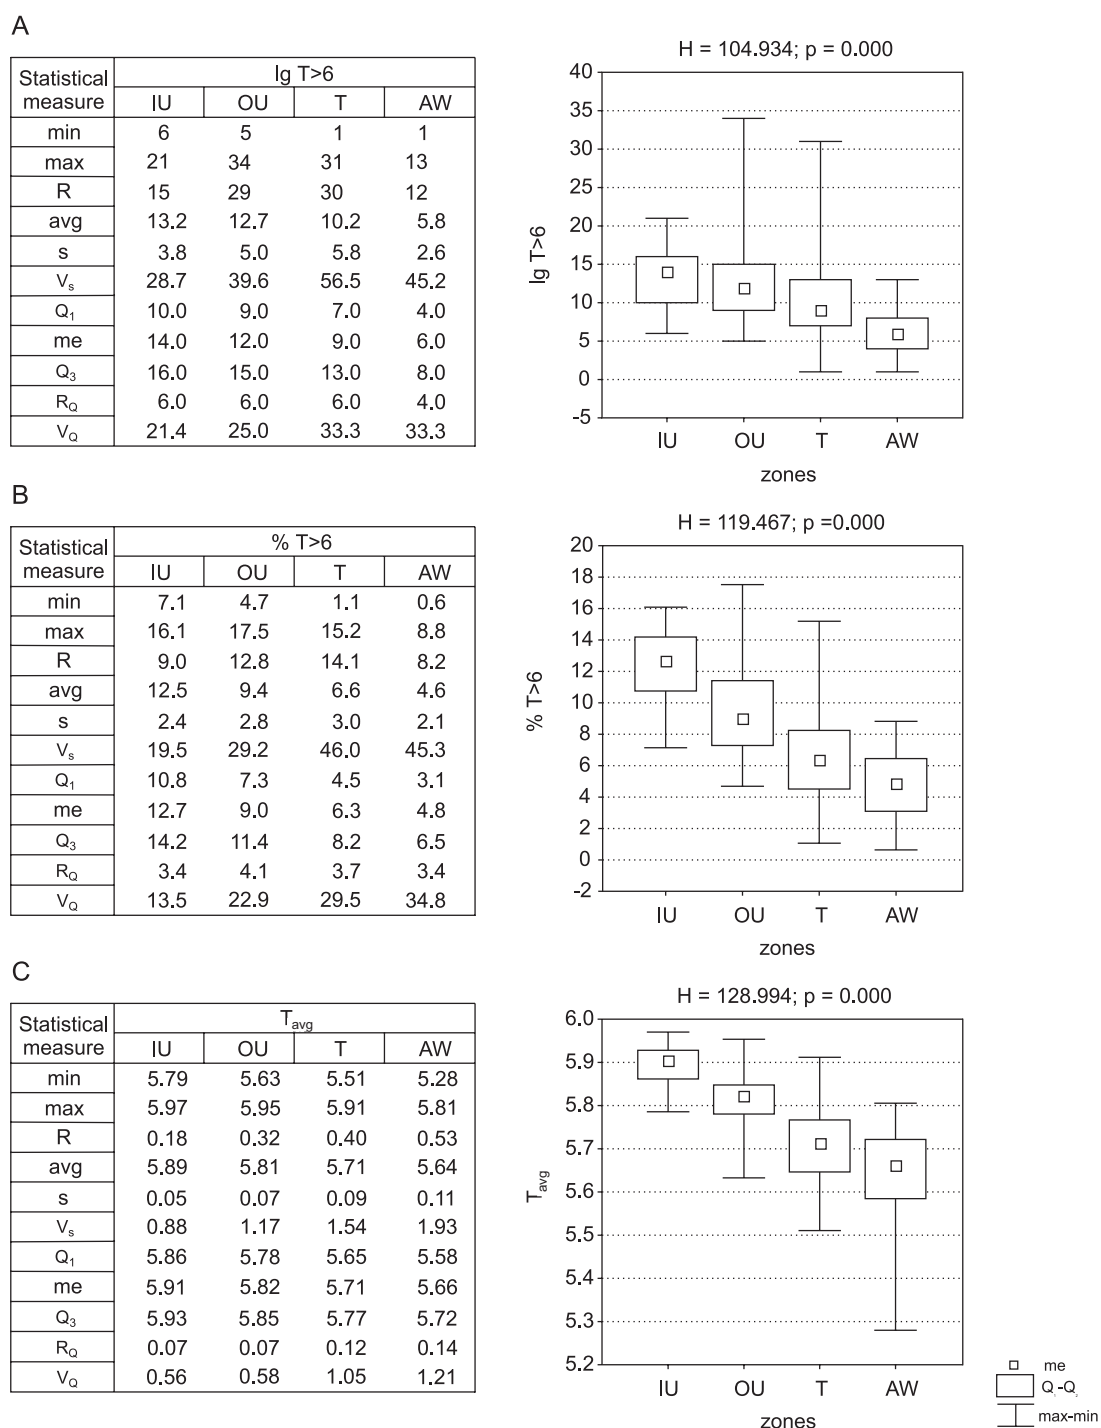 A
Statistical measure lg T>6
IU OU T AW
min 6 5 1 1
max 21 34 31 13
R 15 29 30 12
avg 13.2 12.7 10.2 5.8
s 3.8 5.0 5.8 2.6
Vs 28.7 39.6 56.5 45.2
Q1 10.0 9.0 7.0 4.0
me 14.0 12.0 9.0 6.0
Q3 16.0 15.0 13.0 8.0
RQ 6.0 6.0 6.0 4.0
VQ 21.4 25.0 33.3 33.3
H = 104.934; p = 0.000
lg T>6
40
35
30
25
20
15
10
5
0
-5
IU OU T AW
zones
B
Statistical measure % T>6
IU OU T AW
min 7.1 4.7 1.1 0.6
max 16.1 17.5 15.2 8.8
R 9.0 12.8 14.1 8.2
avg 12.5 9.4 6.6 4.6
s 2.4 2.8 3.0 2.1
Vs 19.5 29.2 46.0 45.3
Q1 10.8 7.3 4.5 3.1
me 12.7 9.0 6.3 4.8
Q3 14.2 11.4 8.2 6.5
RQ 3.4 4.1 3.7 3.4
VQ 13.5 22.9 29.5 34.8
H = 119.467; p =0.000
% T>6
20
18
16
14
12
10
8
6
4
2
0
-2
IU OU T AW
zones
C
Statistical measure Tavg
IU OU T AW
min 5.79 5.63 5.51 5.28
max 5.97 5.95 5.91 5.81
R 0.18 0.32 0.40 0.53
avg 5.89 5.81 5.71 5.64
s 0.05 0.07 0.09 0.11
Vs 0.88 1.17 1.54 1.93
Q1 5.86 5.78 5.65 5.58
me 5.91 5.82 5.71 5.66
Q3 5.93 5.85 5.77 5.72
RQ 0.07 0.07 0.12 0.14
VQ 0.56 0.58 1.05 1.21
H = 128.994; p = 0.000
Tavg
6.0
5.9
5.8
5.7
5.6
5.5
5.4
5.3
5.2
IU OU T AW
zones
me
Q -Q
max-min